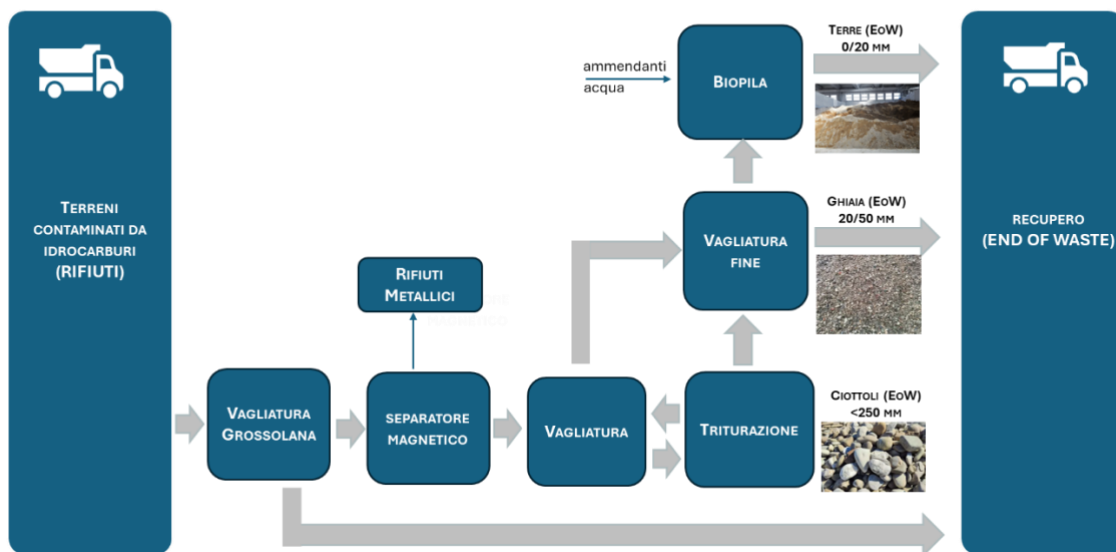 TERRENI
CONTAMINATI DA
IDROCARBURI
(RIFIUTI)
VAGLIATURA
GROSSOLANA
RIFIUTI
METALLICI
SEPARATORE
MAGNETICO
VAGLIATURA
TRITURAZIONE
VAGLIATURA
FINE
ammendanti
acqua
BIOPILA
TERRE (EOW)
0/20 MM
GHIAIA (EOW)
20/50 MM
CIOTTOLI (EOW)
<250 MM
RECUPERO
(END OF WASTE)